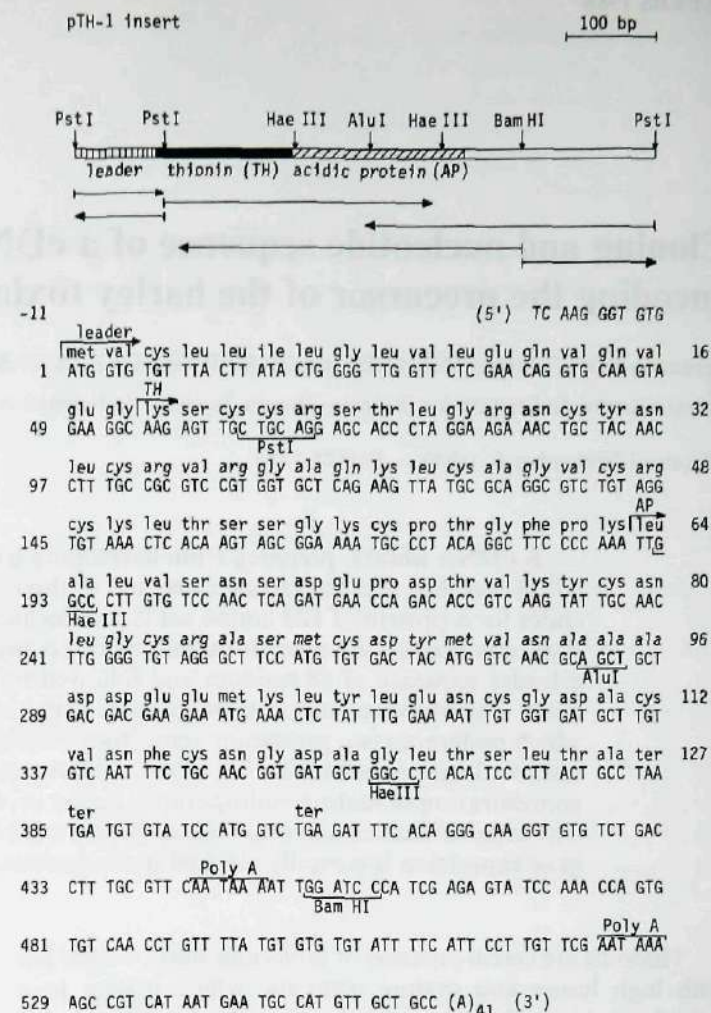 pTH-1 insert
100 bp
PstI PstI Hae III AluI Hae III Bam HI PstI
leader thionin (TH) acidic protein (AP)
-11 (5') TC AAG GGT GTG
leader
met val cys leu leu ile leu gly leu val leu glu gln val gln val 16
1 ATG GTG TGT TTA CTT ATA CTG GGG TTG GTT CTC GAA CAG GTG CAA GTA
TH
glu gly lys ser cys cys arg ser thr leu gly arg asn cys tyr asn 32
49 GAA GGC AAG AGT TGC TGC AGG AGC ACC CTA GGA AGA AAC TGC TAC AAC
PstI
leu cys arg val arg gly ala gln lys leu cys ala gly val cys arg 48
97 CTT TGC CGC GTC CGT GGT GCT CAG AAG TTA TGC GCA GGC GTC TGT AGG
AP
cys lys leu thr ser ser gly lys cys pro thr gly phe pro lys leu 64
145 TGT AAA CTC ACA AGT AGC GGA AAA TGC CCT ACA GGC TTC CCC AAA TTG
ala leu val ser asn ser asp glu pro asp thr val lys tyr cys asn 80
193 GCC CTT GTG TCC AAC TCA GAT GAA CCA GAC ACC GTC AAG TAT TGC AAC
Hae III
leu gly cys arg ala ser met cys asp tyr met val asn ala ala ala 96
241 TTG GGG TGT AGG GCT TCC ATG TGT GAC TAC ATG GTC AAC GCA GCT GCT
AluI
asp asp glu glu met lys leu tyr leu glu asn cys gly asp ala cys 112
289 GAC GAC GAA GAA ATG AAA CTC TAT TTG GAA AAT TGT GGT GAT GCT TGT
val asn phe cys asn gly asp ala gly leu thr ser leu thr ala ter 127
337 GTC AAT TTC TGC AAC GGT GAT GCT GGC CTC ACA TCC CTT ACT GCC TAA
HaeIII
ter ter
385 TGA TGT GTA TCC ATG GTC TGA GAT TTC ACA GGG CAA GGT GTG TCT GAC
Poly A
433 CTT TGC GTT CAA TAA AAT TGG ATC CCA TCG AGA GTA TCC AAA CCA GTG
Bam HI
481 TGT CAA CCT GTT TTA TGT GTG TGT ATT TTC ATT CCT TGT TCG AAT AAA
Poly A
529 AGC CGT CAT AAT GAA TGC CAT GTT GCT GCC (A)41 (3')